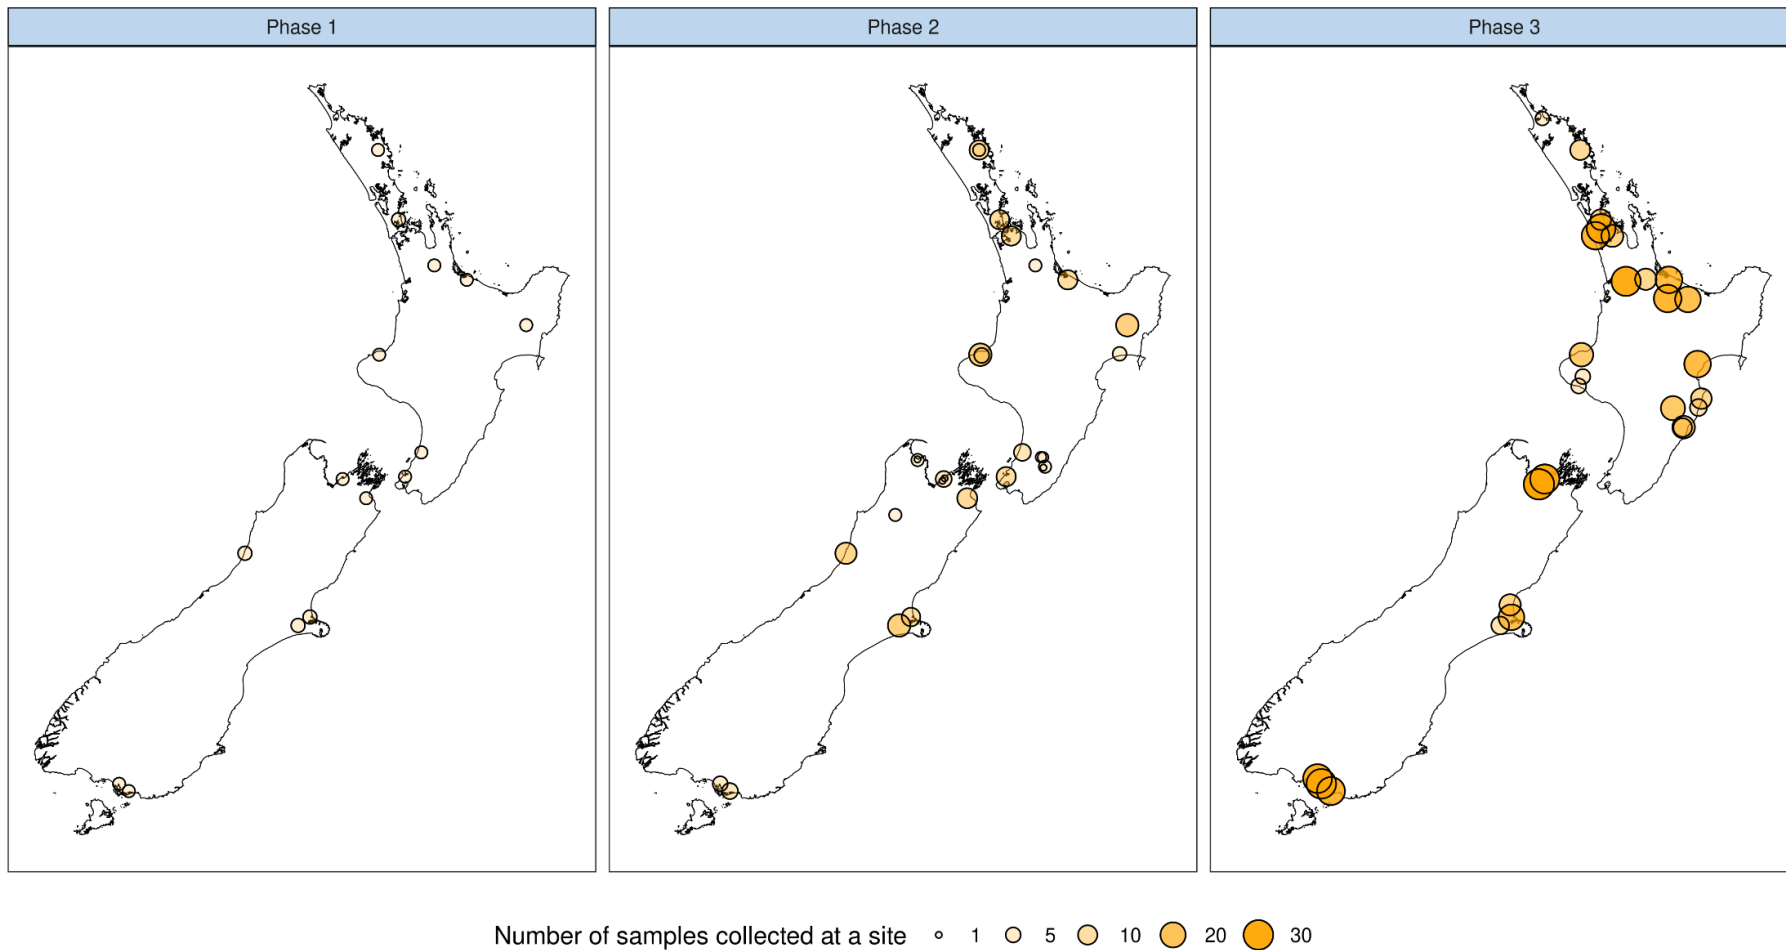 Phase 1
Phase 2
Phase 3
Number of samples collected at a site 1 5 10 20 30